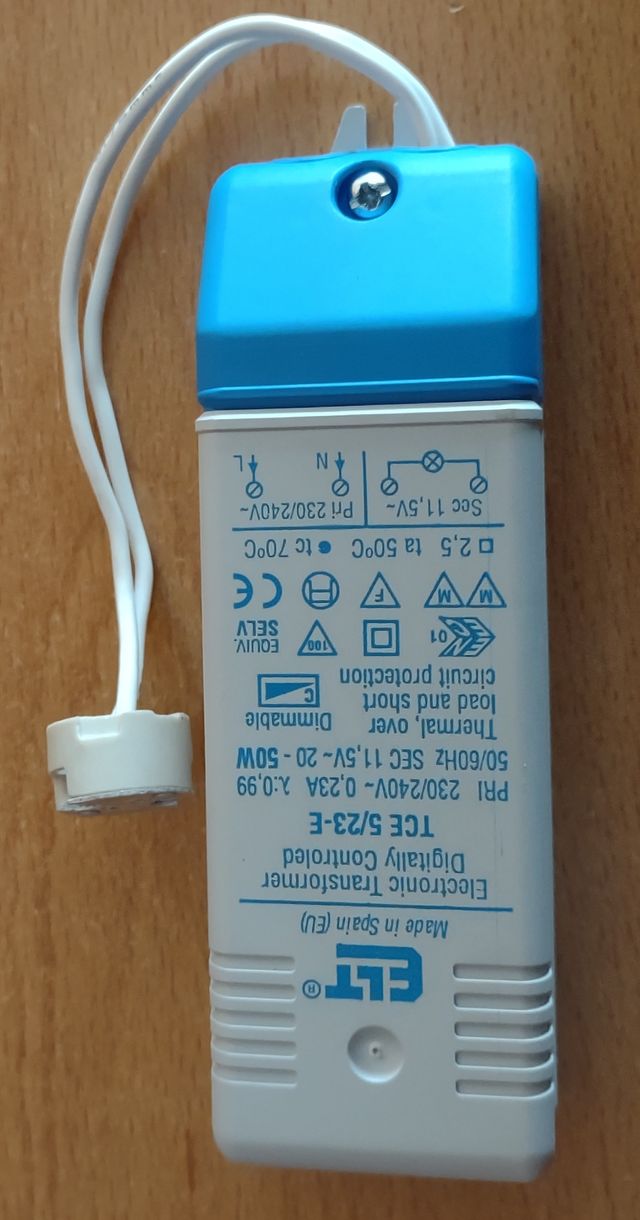 ELT®
Made in Spain (EU)
Electronic Transformer
Digitally Controled
TCE 5/23-E
PRI 230/240V~ 0,23A λ:0,99
50/60Hz SEC 11,5V~ 20 - 50W
Thermal, over
load and short
circuit protection
Dimmable
C
ENEC 01
100
EQUIV.
SELV
M M F H CE
2,5 ta 50ºC tc 70ºC
Sec 11,5V~ Pri 230/240V~
N L